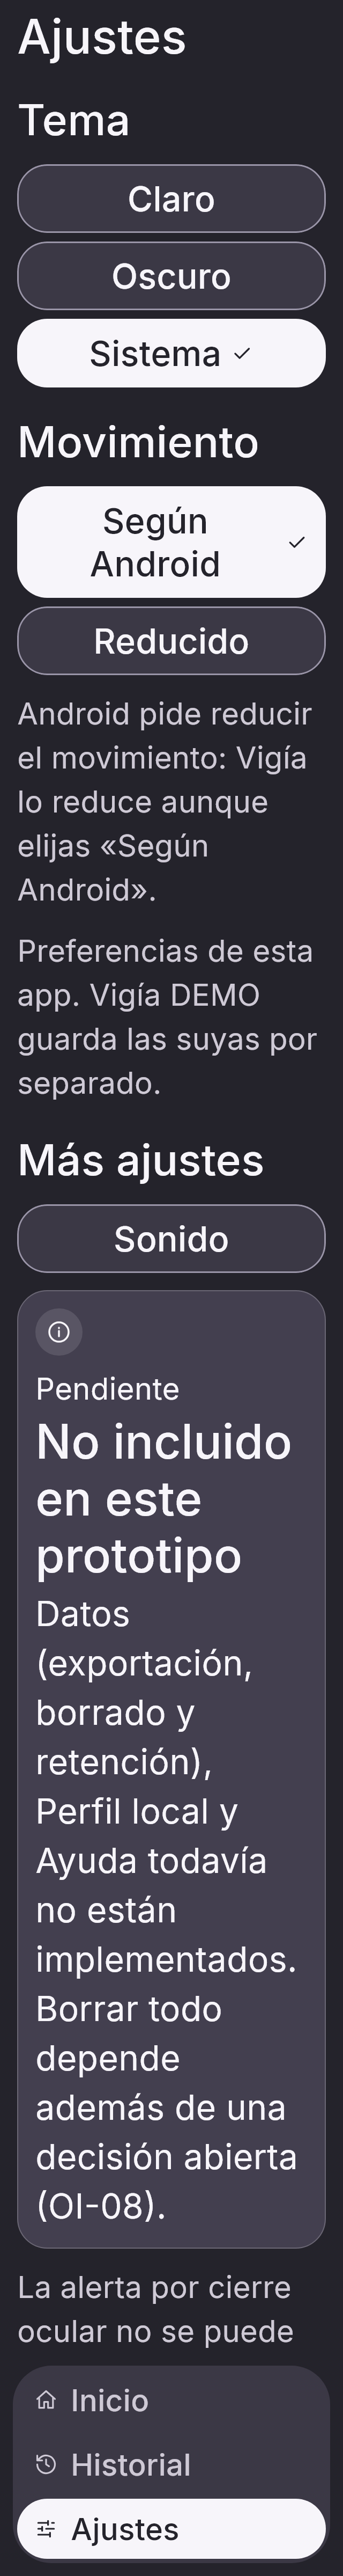 Ajustes
Tema
Claro
Oscuro
Sistema
Movimiento
Según
Android
Reducido
Android pide reducir
el movimiento: Vigía
lo reduce aunque
elijas «Según
Android».
Preferencias de esta
app. Vigía DEMO
guarda las suyas por
separado.
Más ajustes
Sonido
Pendiente
No incluido
en este
prototipo
Datos
(exportación,
borrado y
retención),
Perfil local y
Ayuda todavía
no están
implementados.
Borrar todo
depende
además de una
decisión abierta
(OI-08).
La alerta por cierre
ocular no se puede
Inicio
Historial
Ajustes